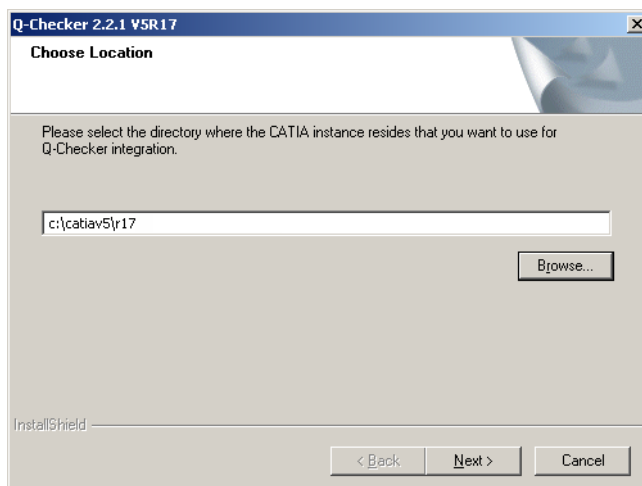 Q-Checker 2.2.1 V5R17
Choose Location
Please select the directory where the CATIA instance resides that you want to use for
Q-Checker integration.
c:\catiav5\r17
Browse...
InstallShield
< Back
Next >
Cancel